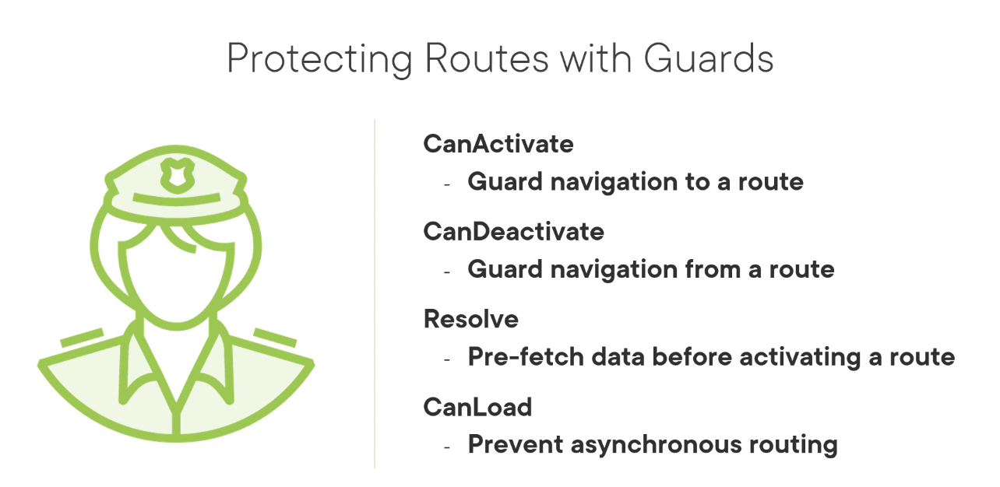 Protecting Routes with Guards
CanActivate
- Guard navigation to a route
CanDeactivate
- Guard navigation from a route
Resolve
- Pre-fetch data before activating a route
CanLoad
- Prevent asynchronous routing